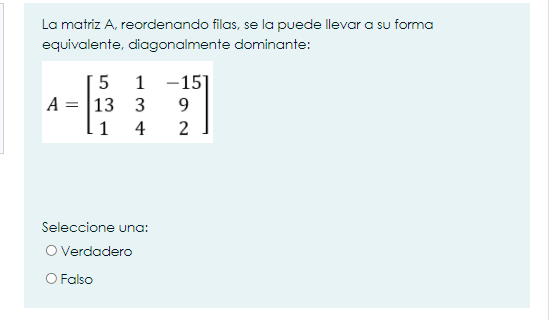 La matriz A, reordenando filas, se la puede llevar a su forma
equivalente, diagonalmente dominante:
5 1 −15
A = 13 3 9
1 4 2
Seleccione una:
Verdadero
Falso